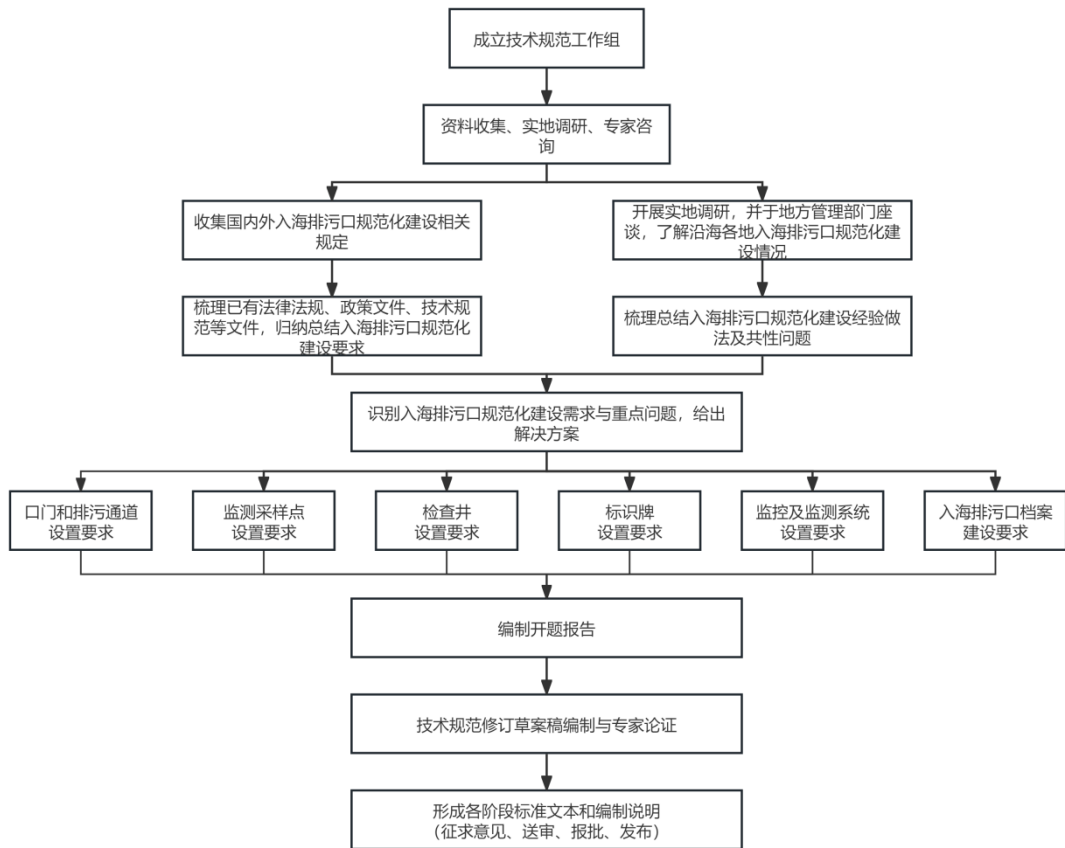 成立技术规范工作组
资料收集、实地调研、专家咨
询
收集国内外入海排污口规范化建设相关
规定
开展实地调研，并于地方管理部门座
谈，了解沿海各地入海排污口规范化建
设情况
梳理已有法律法规、政策文件、技术规
范等文件，归纳总结入海排污口规范化
建设要求
梳理总结入海排污口规范化建设经验做
法及共性问题
识别入海排污口规范化建设需求与重点问题，给出
解决方案
口门和排污通道
设置要求
监测采样点
设置要求
检查井
设置要求
标识牌
设置要求
监控及监测系统
设置要求
入海排污口档案
建设要求
编制开题报告
技术规范修订草案稿编制与专家论证
形成各阶段标准文本和编制说明
（征求意见、送审、报批、发布）